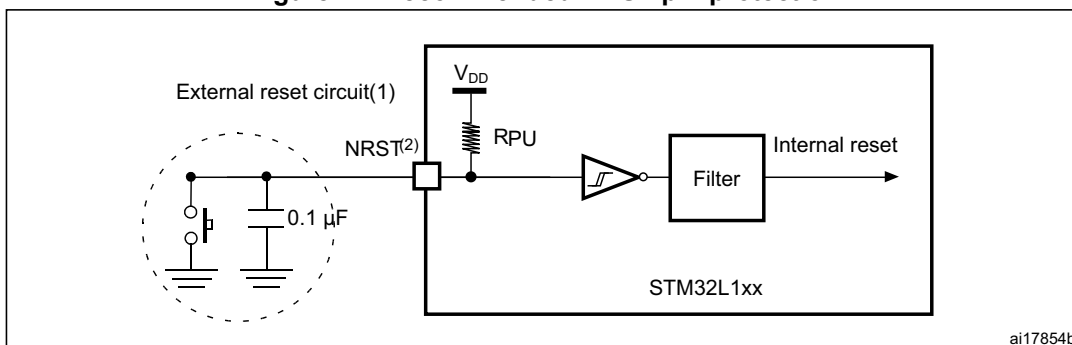 External reset circuit(1)
VDD
NRST(2)
RPU
Internal reset
Filter
0.1 µF
STM32L1xx
ai17854b